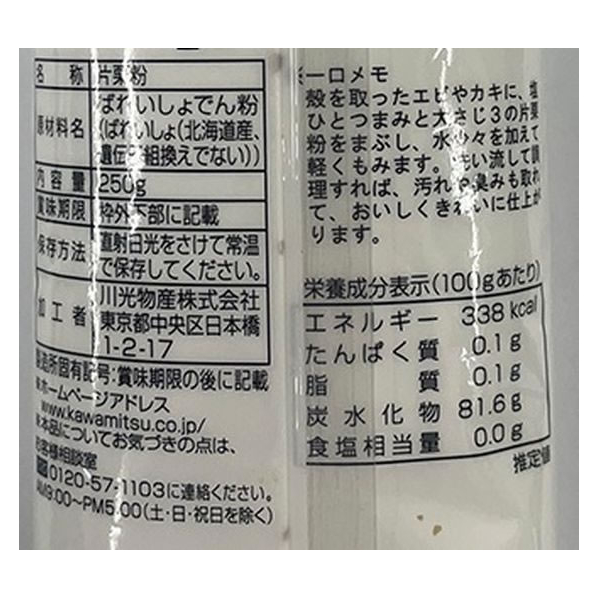 名 称 片栗粉
原材料名 ばれいしょでん粉
(ばれいしょ(北海道産、
遺伝子組換えでない))
内容量 250g
賞味期限 枠外下部に記載
保存方法 直射日光をさけて常温
で保存してください。
加工者 川光物産株式会社
東京都中央区日本橋
1-2-17
製造所固有記号:賞味期限の後に記載
●ホームページアドレス
www.kawamitsu.co.jp/
●本品についてお気づきの点は、
お客様相談室
0120-57-1103に連絡ください。
AM9:00~PM5:00(土・日・祝日を除く)
※一口メモ
殻を取ったエビやカキに、塩
ひとつまみと大さじ3の片栗
粉をまぶし、水少々を加えて
軽くもみます。洗い流して調
理すれば、汚れや臭みも取れ
て、おいしくきれいに仕上が
ります。
栄養成分表示(100gあたり)
エネルギー 338 kcal
たんぱく質 0.1g
脂質 0.1g
炭水化物 81.6g
食塩相当量 0.0g
推定値